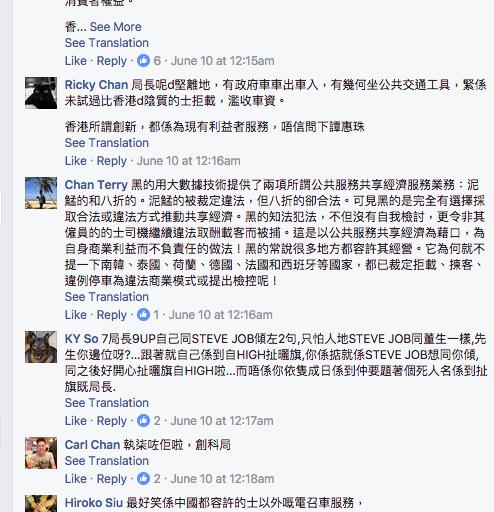 消費者權益。
香... See More
See Translation
Like · Reply · 6 · June 10 at 12:15am
Ricky Chan 局長呢d堅離地，有政府車車出車入，有幾何坐公共交通工具，緊係
未試過比香港d陰質的士拒載，濫收車資。
香港所謂創新，都係為現有利益者服務，唔信問下譚惠珠
See Translation
Like · Reply · June 10 at 12:16am
Chan Terry 黑的用大數據技術提供了兩項所謂公共服務共享經濟服務業務：泥
鯭的和八折的。泥鯭的被裁定違法，但八折的卻合法。可見黑的是完全有選擇採
取合法或違法方式推動共享經濟。黑的知法犯法，不但沒有自我檢討，更令非其
僱員的的士司機繼續違法取酬載客而被捕。這是以公共服務共享經濟為藉口，為
自身商業利益而不負責任的做法！黑的常說很多地方都容許其經營。它為何就不
提一下南韓、泰國、荷蘭、德國、法國和西班牙等國家，都已裁定拒載、揀客、
違例停車為違法商業模式或提出檢控呢！
See Translation
Like · Reply · 1 · June 10 at 12:16am
KY So 7局長9UP自己同STEVE JOB傾左2句,只怕人地STEVE JOB同董生一樣,先
生你邊位呀?...跟著就自己係到自HIGH扯曬旗,你係掂就係STEVE JOB想同你傾,
同之後好開心扯曬旗自HIGH啦...而唔係你依隻成日係到仲要題著個死人名係到扯
旗既局長.
See Translation
Like · Reply · 2 · June 10 at 12:17am
Carl Chan 執柒咗佢啦，創科局
See Translation
Like · Reply · 2 · June 10 at 12:18am
Hiroko Siu 最好笑係中國都容許的士以外嘅電召車服務，